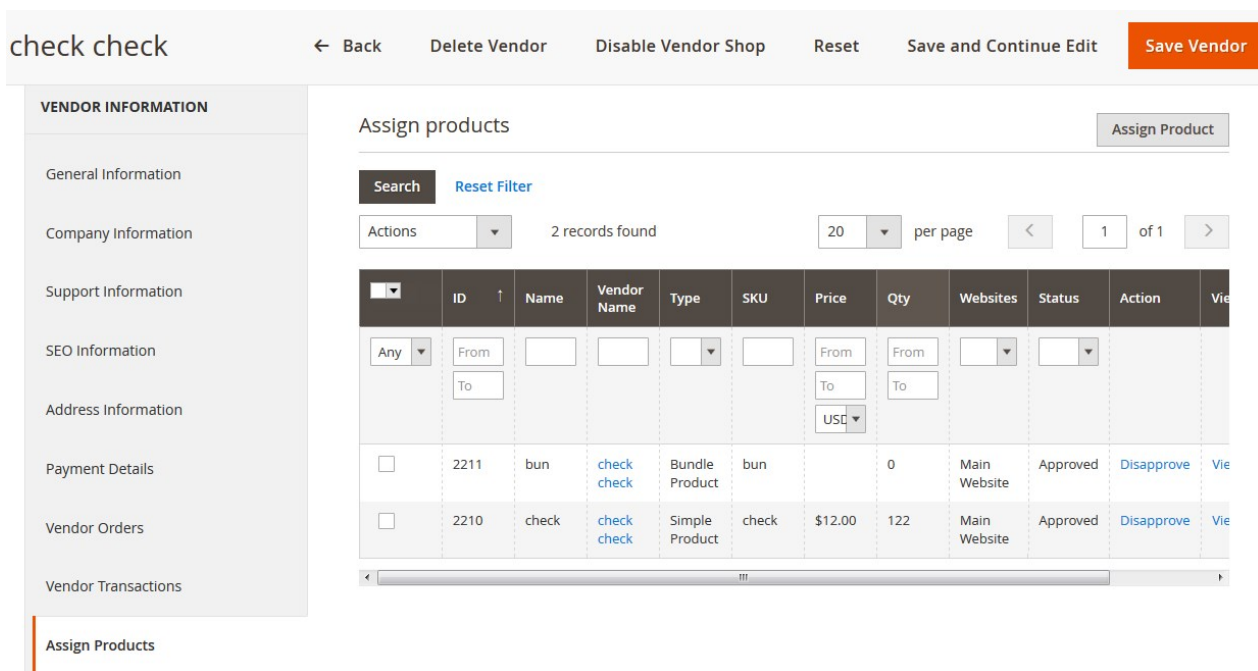 check check
← Back Delete Vendor Disable Vendor Shop Reset Save and Continue Edit Save Vendor
VENDOR INFORMATION
General Information
Company Information
Support Information
SEO Information
Address Information
Payment Details
Vendor Orders
Vendor Transactions
Assign Products
Assign products
Assign Product
Search Reset Filter
Actions 2 records found 20 per page < 1 of 1 >
ID ↑ Name Vendor Name Type SKU Price Qty Websites Status Action Vie
Any From From From
To To To
USD
2211 bun check check Bundle Product bun 0 Main Website Approved Disapprove Vie
2210 check check check Simple Product check $12.00 122 Main Website Approved Disapprove Vie